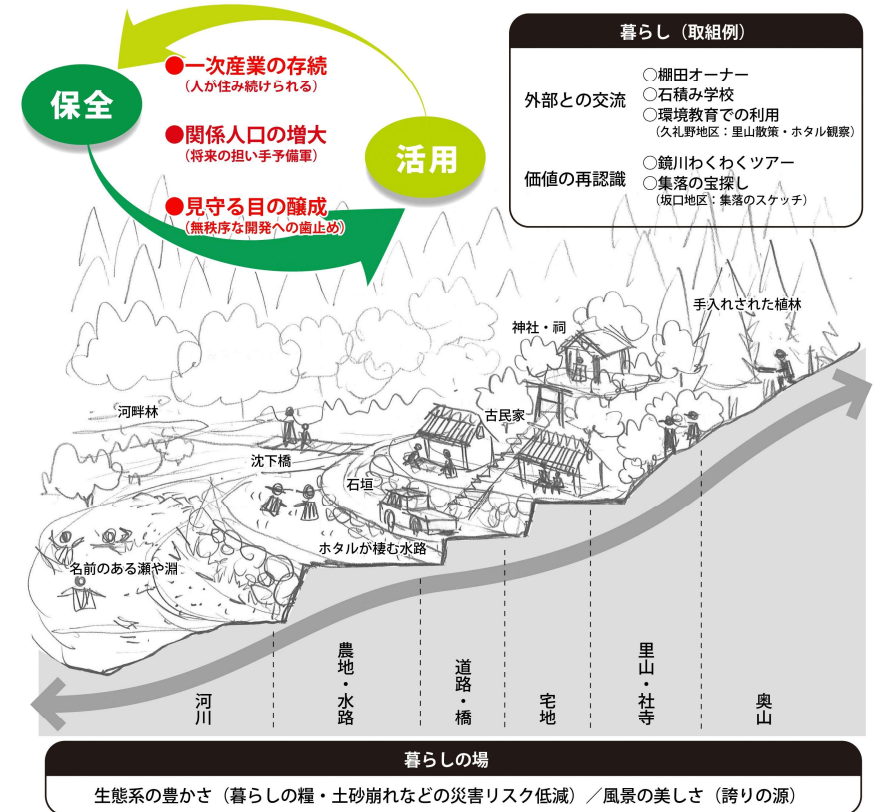 保全
活用
●一次産業の存続
（人が住み続けられる）
●関係人口の増大
（将来の担い手予備軍）
●見守る目の醸成
（無秩序な開発への歯止め）
暮らし（取組例）
外部との交流
○棚田オーナー
○石積み学校
○環境教育での利用
（久礼野地区：里山散策・ホタル観察）
価値の再認識
○鏡川わくわくツアー
○集落の宝探し
（坂口地区：集落のスケッチ）
手入れされた植林
神社・祠
河畔林
古民家
沈下橋
石垣
ホタルが棲む水路
名前のある瀬や淵
河川
農地・水路
道路・橋
宅地
里山・社寺
奥山
暮らしの場
生態系の豊かさ（暮らしの糧・土砂崩れなどの災害リスク低減）／風景の美しさ（誇りの源）